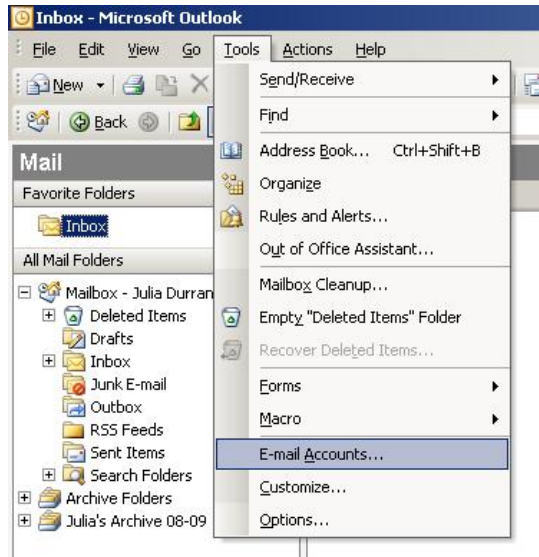 Inbox - Microsoft Outlook
File Edit View Go Tools Actions Help
New
Back
Send/Receive
Find
Address Book... Ctrl+Shift+B
Organize
Rules and Alerts...
Out of Office Assistant...
Mailbox Cleanup...
Empty "Deleted Items" Folder
Recover Deleted Items...
Forms
Macro
E-mail Accounts...
Customize...
Options...
Mail
Favorite Folders
Inbox
All Mail Folders
Mailbox - Julia Durran
Deleted Items
Drafts
Inbox
Junk E-mail
Outbox
RSS Feeds
Sent Items
Search Folders
Archive Folders
Julia's Archive 08-09